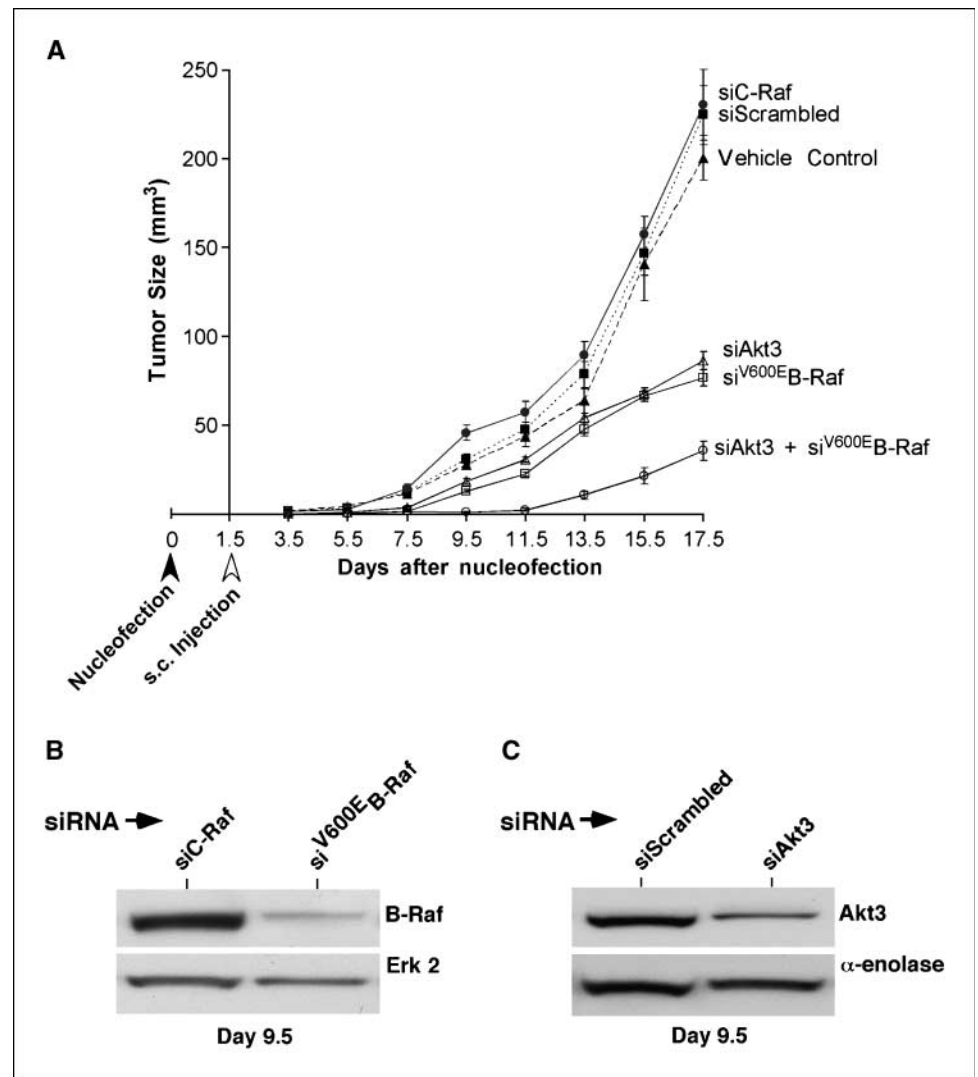 A
Tumor Size (mm³)
250
200
150
100
50
siC-Raf
siScrambled
Vehicle Control
siAkt3
siV600EB-Raf
siAkt3 + siV600EB-Raf
0 1.5 3.5 5.5 7.5 9.5 11.5 13.5 15.5 17.5
Days after nucleofection
Nucleofection
s.c. Injection
B
siRNA
siC-Raf
siV600EB-Raf
B-Raf
Erk 2
Day 9.5
C
siRNA
siScrambled
siAkt3
Akt3
α-enolase
Day 9.5